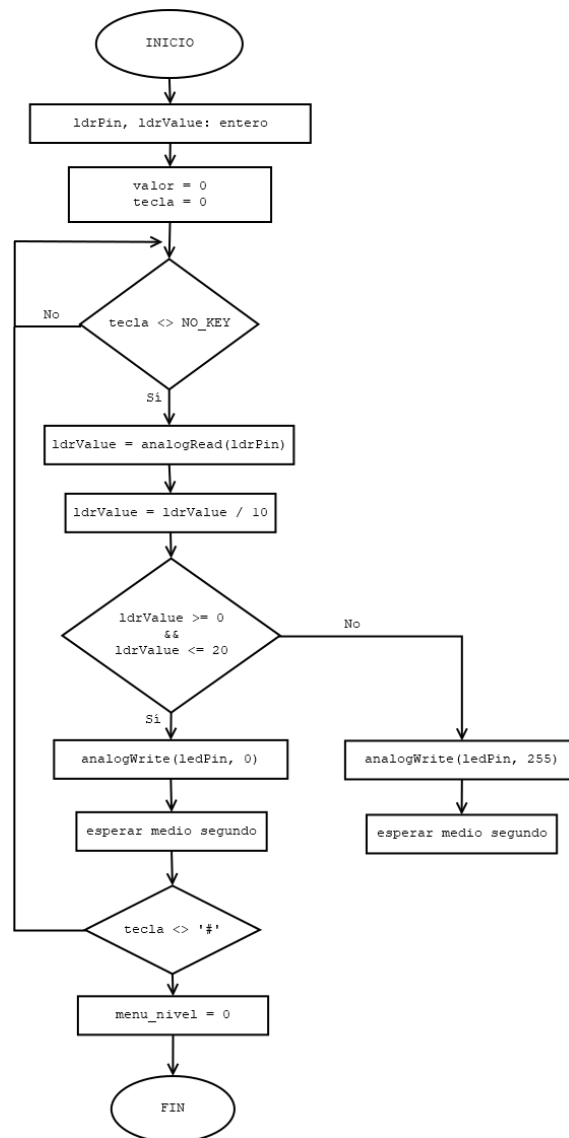 INICIO
ldrPin, ldrValue: entero
valor = 0
tecla = 0
No
tecla <> NO_KEY
Sí
ldrValue = analogRead(ldrPin)
ldrValue = ldrValue / 10
ldrValue >= 0
&&
ldrValue <= 20
No
Sí
analogWrite(ledPin, 0)
analogWrite(ledPin, 255)
esperar medio segundo
esperar medio segundo
tecla <> '#'
menu_nivel = 0
FIN